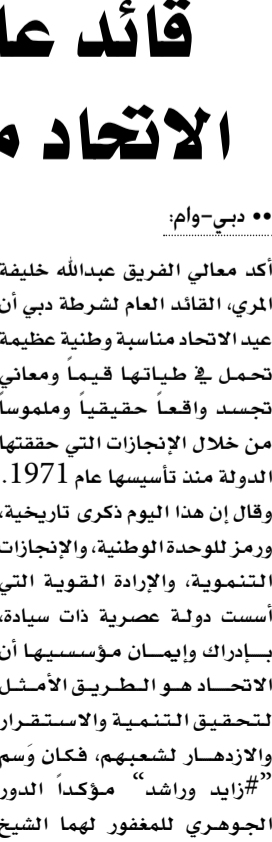 قائد عا
الاتحاد م
•• دبي-وام:
أكد معالي الفريق عبدالله خليفة
المري، القائد العام لشرطة دبي أن
عيد الاتحاد مناسبة وطنية عظيمة
تحمل في طياتها قيماً ومعاني
تجسد واقعاً حقيقياً وملموساً
من خلال الإنجازات التي حققتها
الدولة منذ تأسيسها عام 1971.
وقال إن هذا اليوم ذكرى تاريخية،
ورمز للوحدة الوطنية، والإنجازات
التنموية، والإرادة القوية التي
أسست دولة عصرية ذات سيادة،
بإدراك وإيمان مؤسسيها أن
الاتحاد هو الطريق الأمثل
لتحقيق التنمية والاستقرار
والازدهار لشعبهم، فكان وَسم
”#زايد وراشد“ مؤكداً الدور
الجوهري للمغفور لهما الشيخ